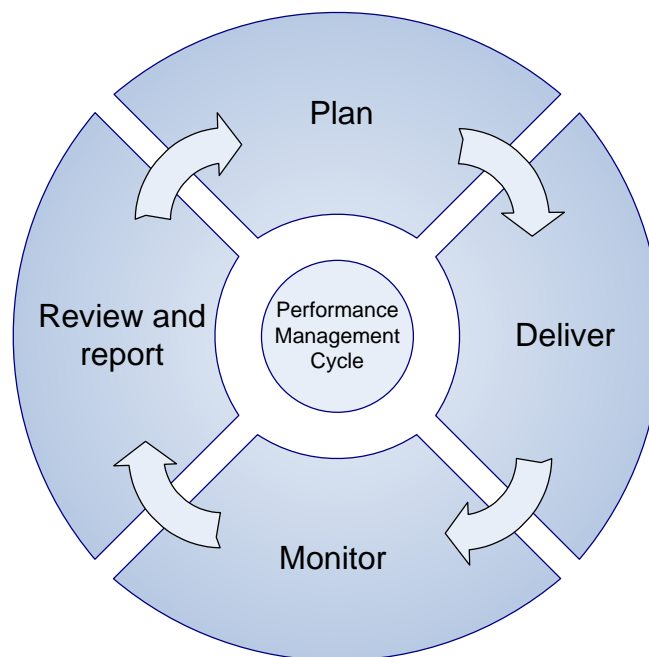 Plan
Deliver
Monitor
Review and
report
Performance
Management
Cycle